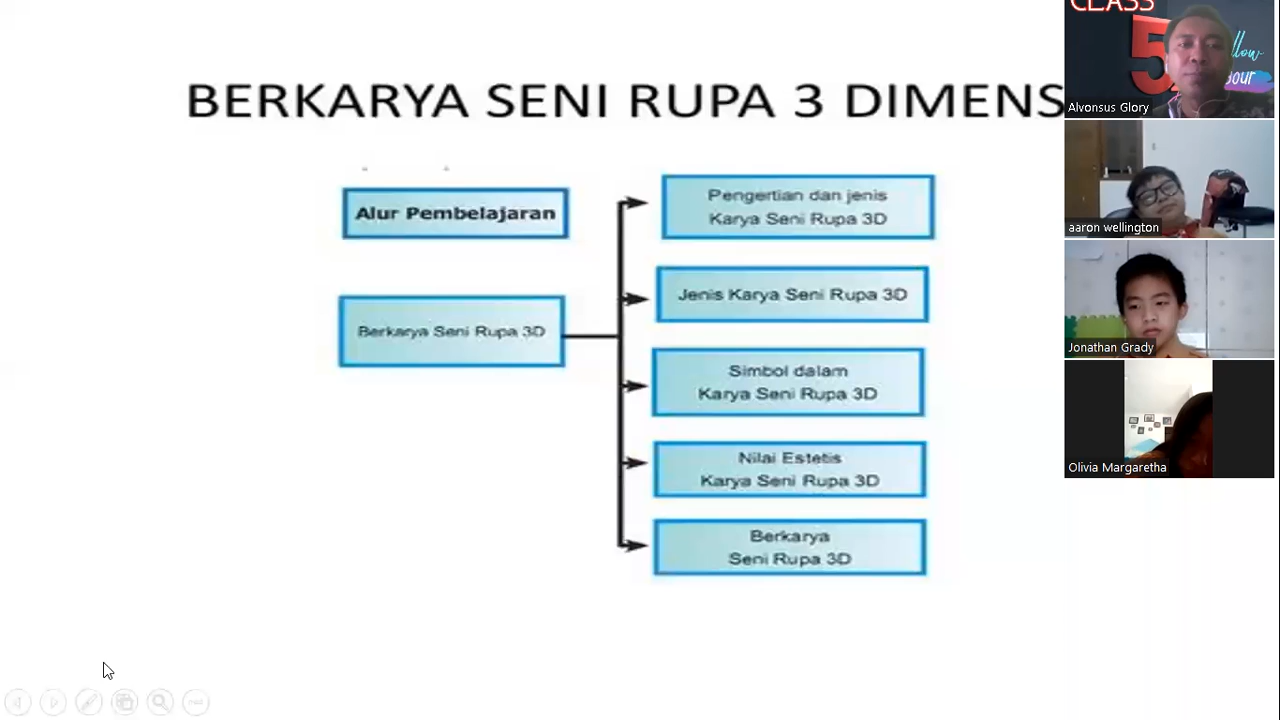 BERKARYA SENI RUPA 3 DIMENS
Alur Pembelajaran
Berkarya Seni Rupa 3D
Pengertian dan jenis
Karya Seni Rupa 3D
Jenis Karya Seni Rupa 3D
Simbol dalam
Karya Seni Rupa 3D
Nilai Estetis
Karya Seni Rupa 3D
Berkarya
Seni Rupa 3D
CLASS
5
Alvonsus Glory
aaron wellington
Jonathan Grady
Olivia Margaretha